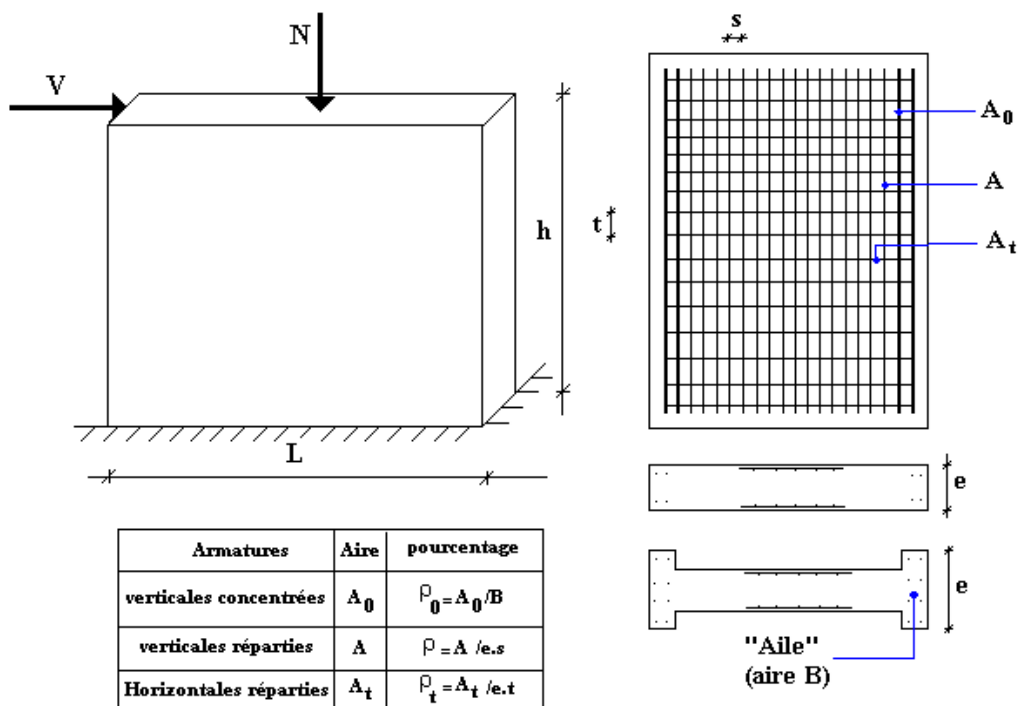 N
V
h
L
s
t
A0
A
At
e
e
"Aile"
(aire B)
Armatures Aire pourcentage
verticales concentrées A0 ρ0=A0/B
verticales réparties A ρ=A/e.s
Horizontales réparties At ρt=At/e.t